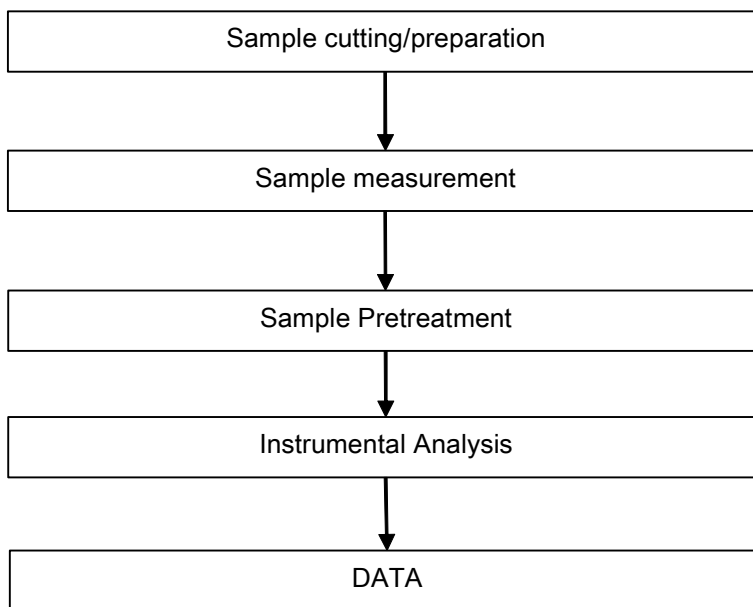 Sample cutting/preparation
Sample measurement
Sample Pretreatment
Instrumental Analysis
DATA